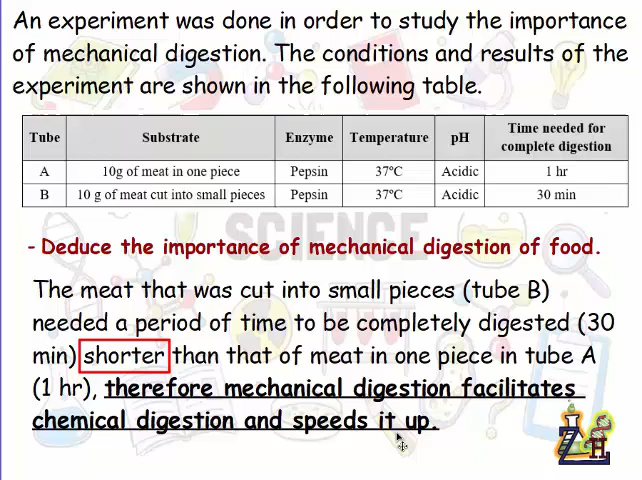 An experiment was done in order to study the importance
of mechanical digestion. The conditions and results of the
experiment are shown in the following table.
Tube Substrate Enzyme Temperature pH Time needed for complete digestion
A 10g of meat in one piece Pepsin 37ºC Acidic 1 hr
B 10 g of meat cut into small pieces Pepsin 37ºC Acidic 30 min
SCIENCE
- Deduce the importance of mechanical digestion of food.
The meat that was cut into small pieces (tube B)
needed a period of time to be completely digested (30
min) shorter than that of meat in one piece in tube A
(1 hr), therefore mechanical digestion facilitates
chemical digestion and speeds it up.
Z H